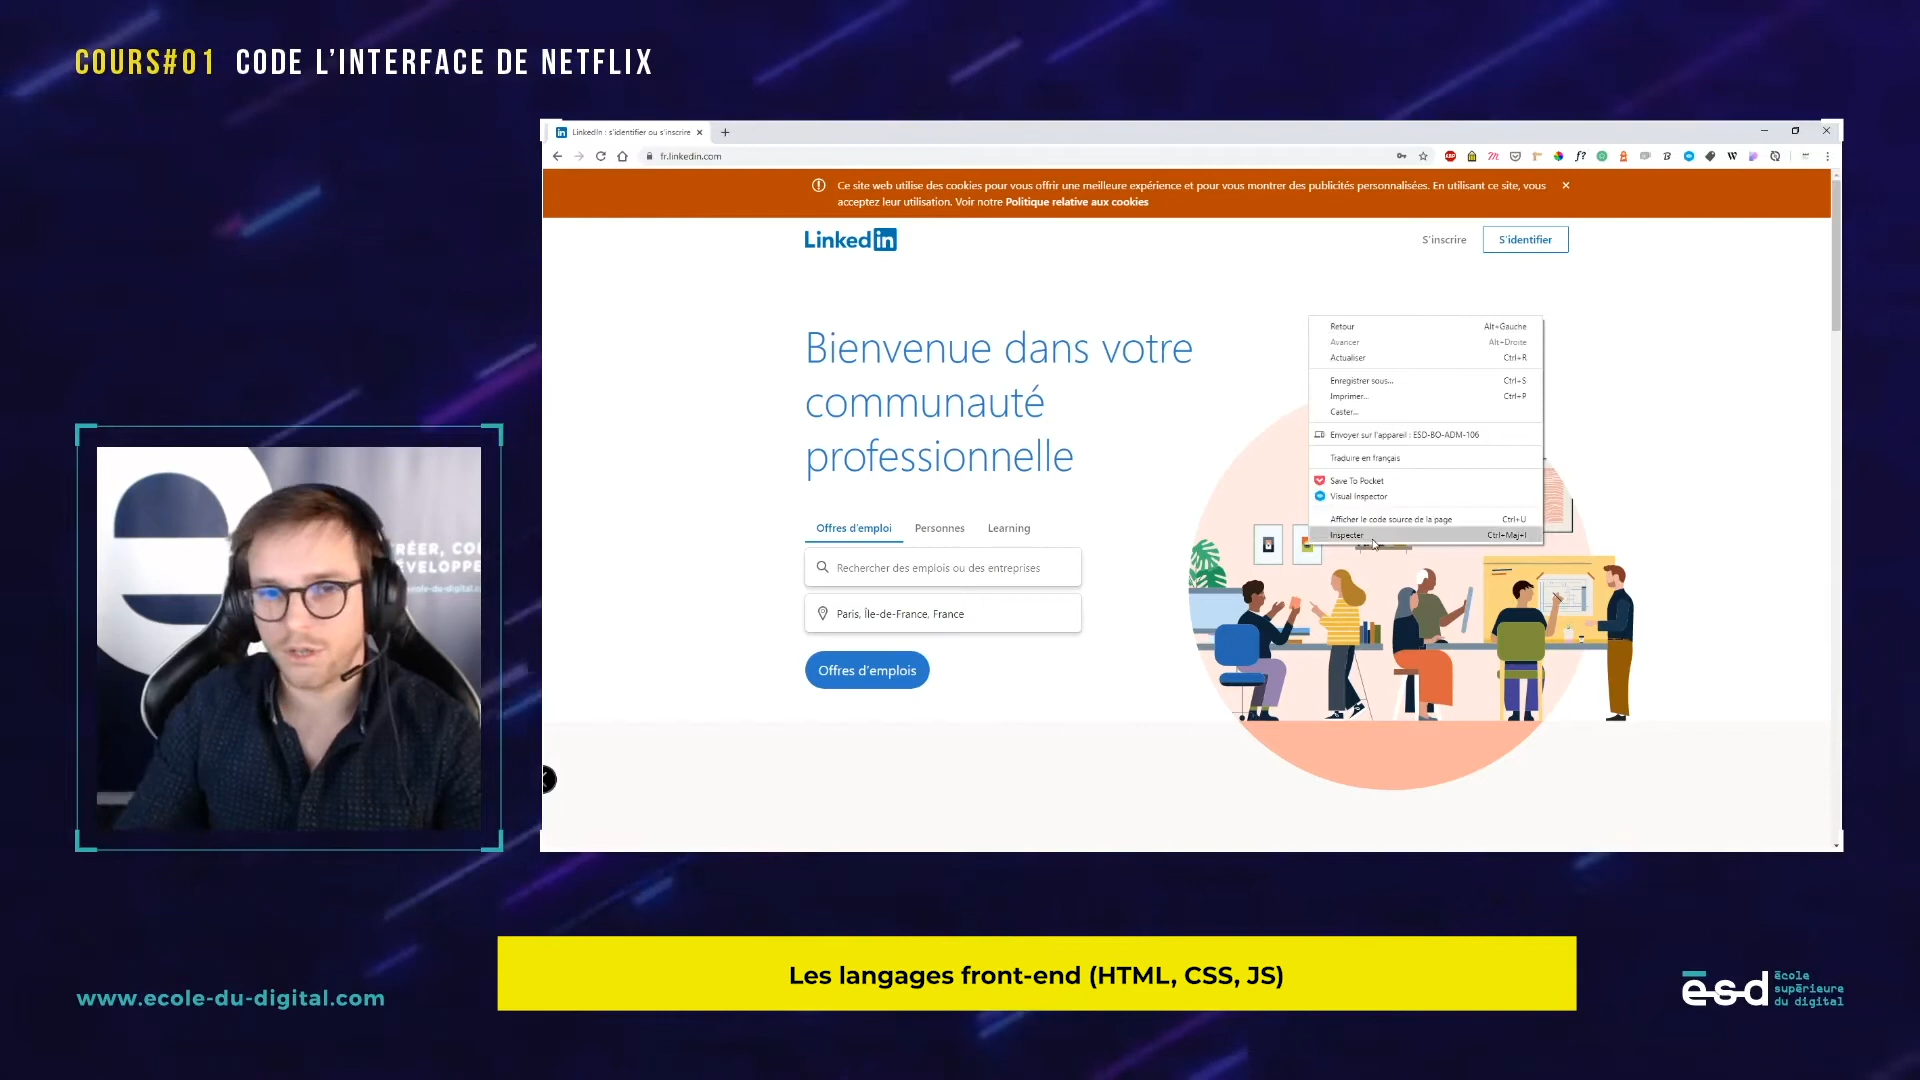 COURS#01 CODE L'INTERFACE DE NETFLIX
LinkedIn : s'identifier ou s'inscrire
fr.linkedin.com
Ce site web utilise des cookies pour vous offrir une meilleure expérience et pour vous montrer des publicités personnalisées. En utilisant ce site, vous
acceptez leur utilisation. Voir notre Politique relative aux cookies
Linkedin
S'inscrire
S'identifier
Bienvenue dans votre
communauté
professionnelle
Offres d'emploi
Personnes
Learning
Rechercher des emplois ou des entreprises
Paris, Île-de-France, France
Offres d'emplois
Retour Alt+Gauche
Avancer Alt+Droite
Actualiser Ctrl+R
Enregistrer sous... Ctrl+S
Imprimer... Ctrl+P
Caster...
Envoyer sur l'appareil : ESD-BO-ADM-106
Traduire en français
Save To Pocket
Visual Inspector
Afficher le code source de la page Ctrl+U
Inspecter Ctrl+Maj+I
Les langages front-end (HTML, CSS, JS)
www.ecole-du-digital.com
esd
école
supérieure
du digital